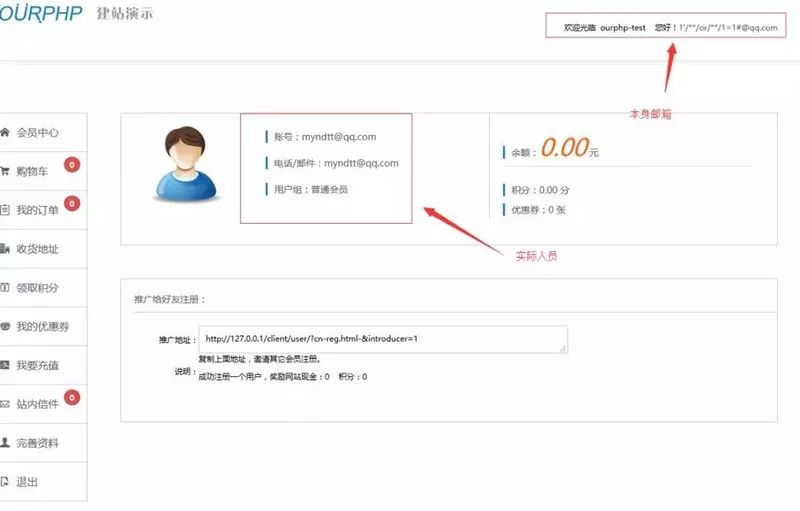 OURPHP 建站演示
欢迎光临 ourphp-test 您好！1'/**/or/**/1=1#@qq.com
本身邮箱
会员中心
购物车 0
我的订单 0
收货地址
领取积分
我的优惠券
我要充值
站内信件 0
完善资料
退出
账号：myndtt@qq.com
电话/邮件：myndtt@qq.com
用户组：普通会员
余额：0.00 元
积分：0.00 分
优惠券：0 张
实际人员
推广给好友注册：
推广地址：http://127.0.0.1/client/user/?cn-reg.html-&introducer=1
复制上面地址，邀请其它会员注册。
说明：
成功注册一个用户，奖励网站现金：0 积分：0